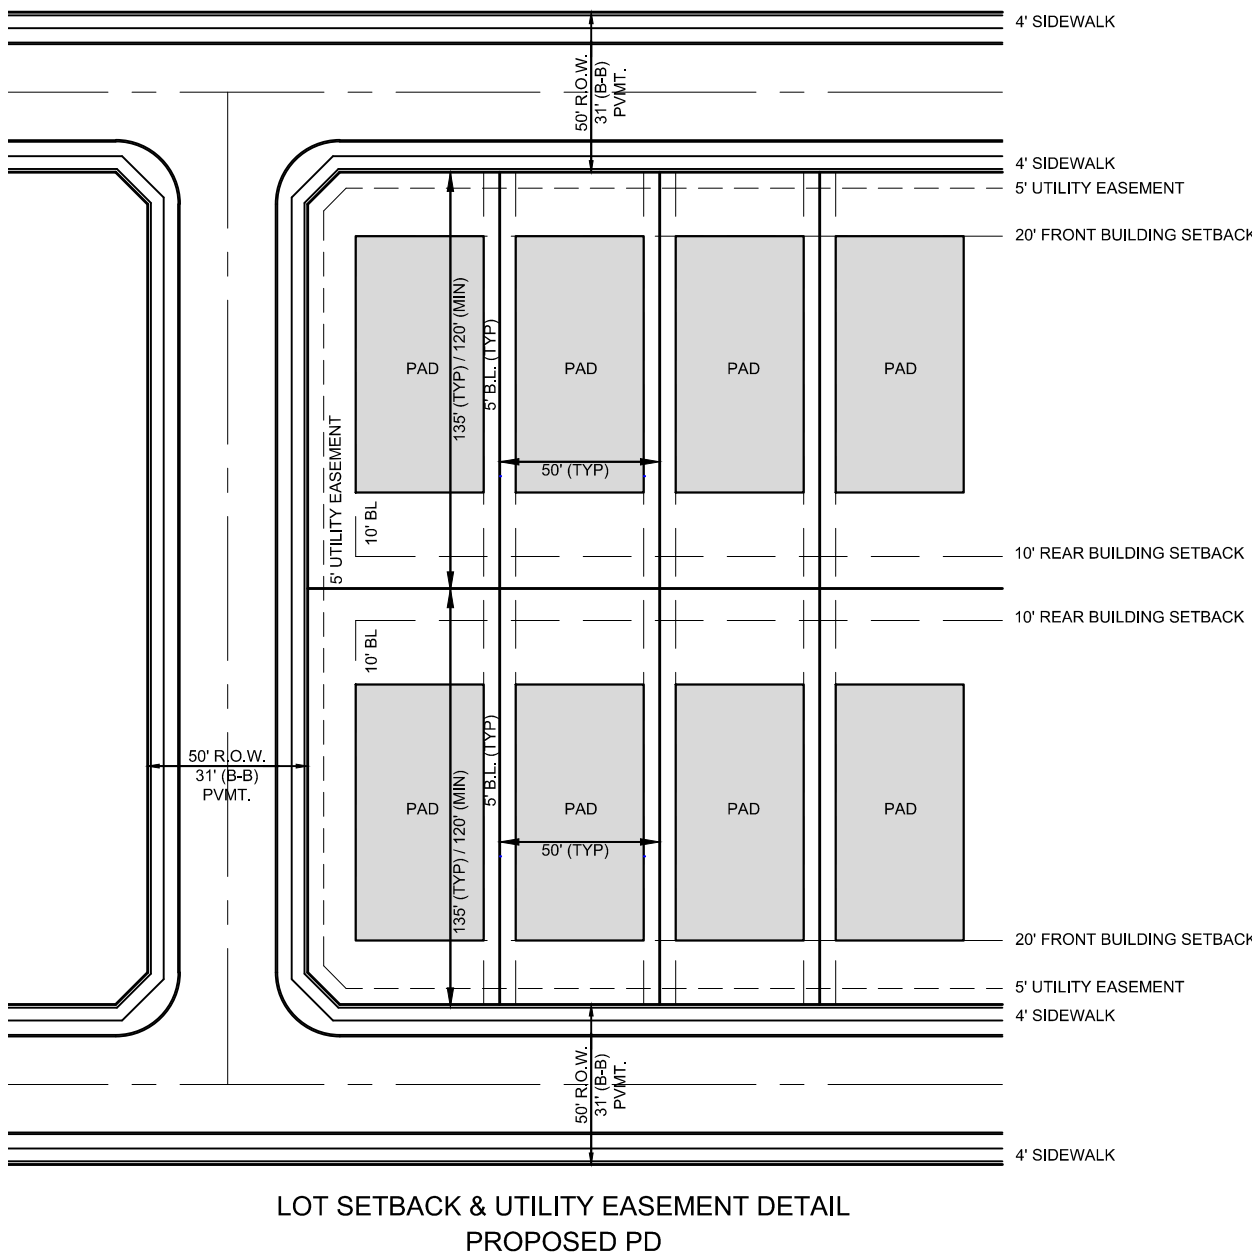 4' SIDEWALK
50' R.O.W.
31' (B-B)
PVMT.
4' SIDEWALK
5' UTILITY EASEMENT
20' FRONT BUILDING SETBACK
135' (TYP) / 120' (MIN)
5' B.L. (TYP)
PAD
PAD
PAD
PAD
50' (TYP)
5' UTILITY EASEMENT
10' BL
10' REAR BUILDING SETBACK
10' REAR BUILDING SETBACK
10' BL
50' R.O.W.
31' (B-B)
PVMT.
135' (TYP) / 120' (MIN)
5' B.L. (TYP)
PAD
PAD
PAD
PAD
50' (TYP)
20' FRONT BUILDING SETBACK
5' UTILITY EASEMENT
4' SIDEWALK
50' R.O.W.
31' (B-B)
PVMT.
4' SIDEWALK
LOT SETBACK & UTILITY EASEMENT DETAIL
PROPOSED PD